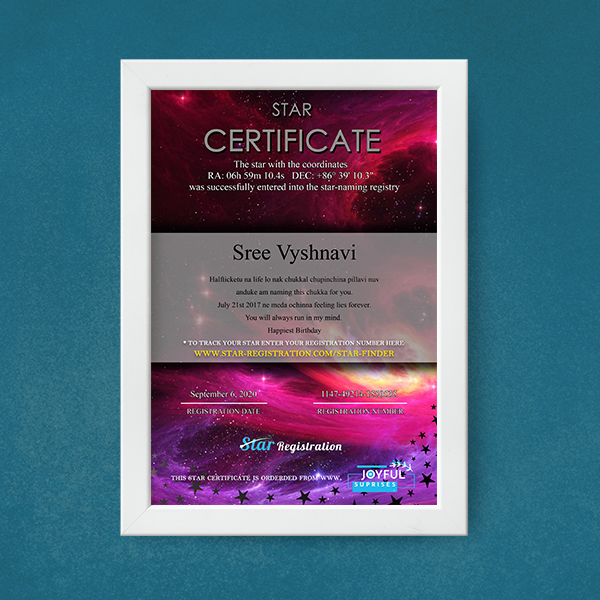 STAR
CERTIFICATE
The star with the coordinates
RA: 06h 59m 10.4s DEC: +86° 39' 10.3"
was successfully entered into the star-naming registry
Sree Vyshnavi
Halfticketu na life lo nak chukkal chupinchina pillavi nuv
anduke am naming this chukka for you.
July 21st 2017 ne meda ochinna feeling lies forever.
You will always run in my mind.
Happiest Birthday
* TO TRACK YOUR STAR ENTER YOUR REGISTRATION NUMBER HERE
WWW.STAR-REGISTRATION.COM/STAR-FINDER
September 6, 2020
REGISTRATION DATE
REGISTRATION NUMBER
Star Registration
THIS STAR CERTIFICATE IS ORDERDED FROM WWW.
JOYFUL
SUPRISES